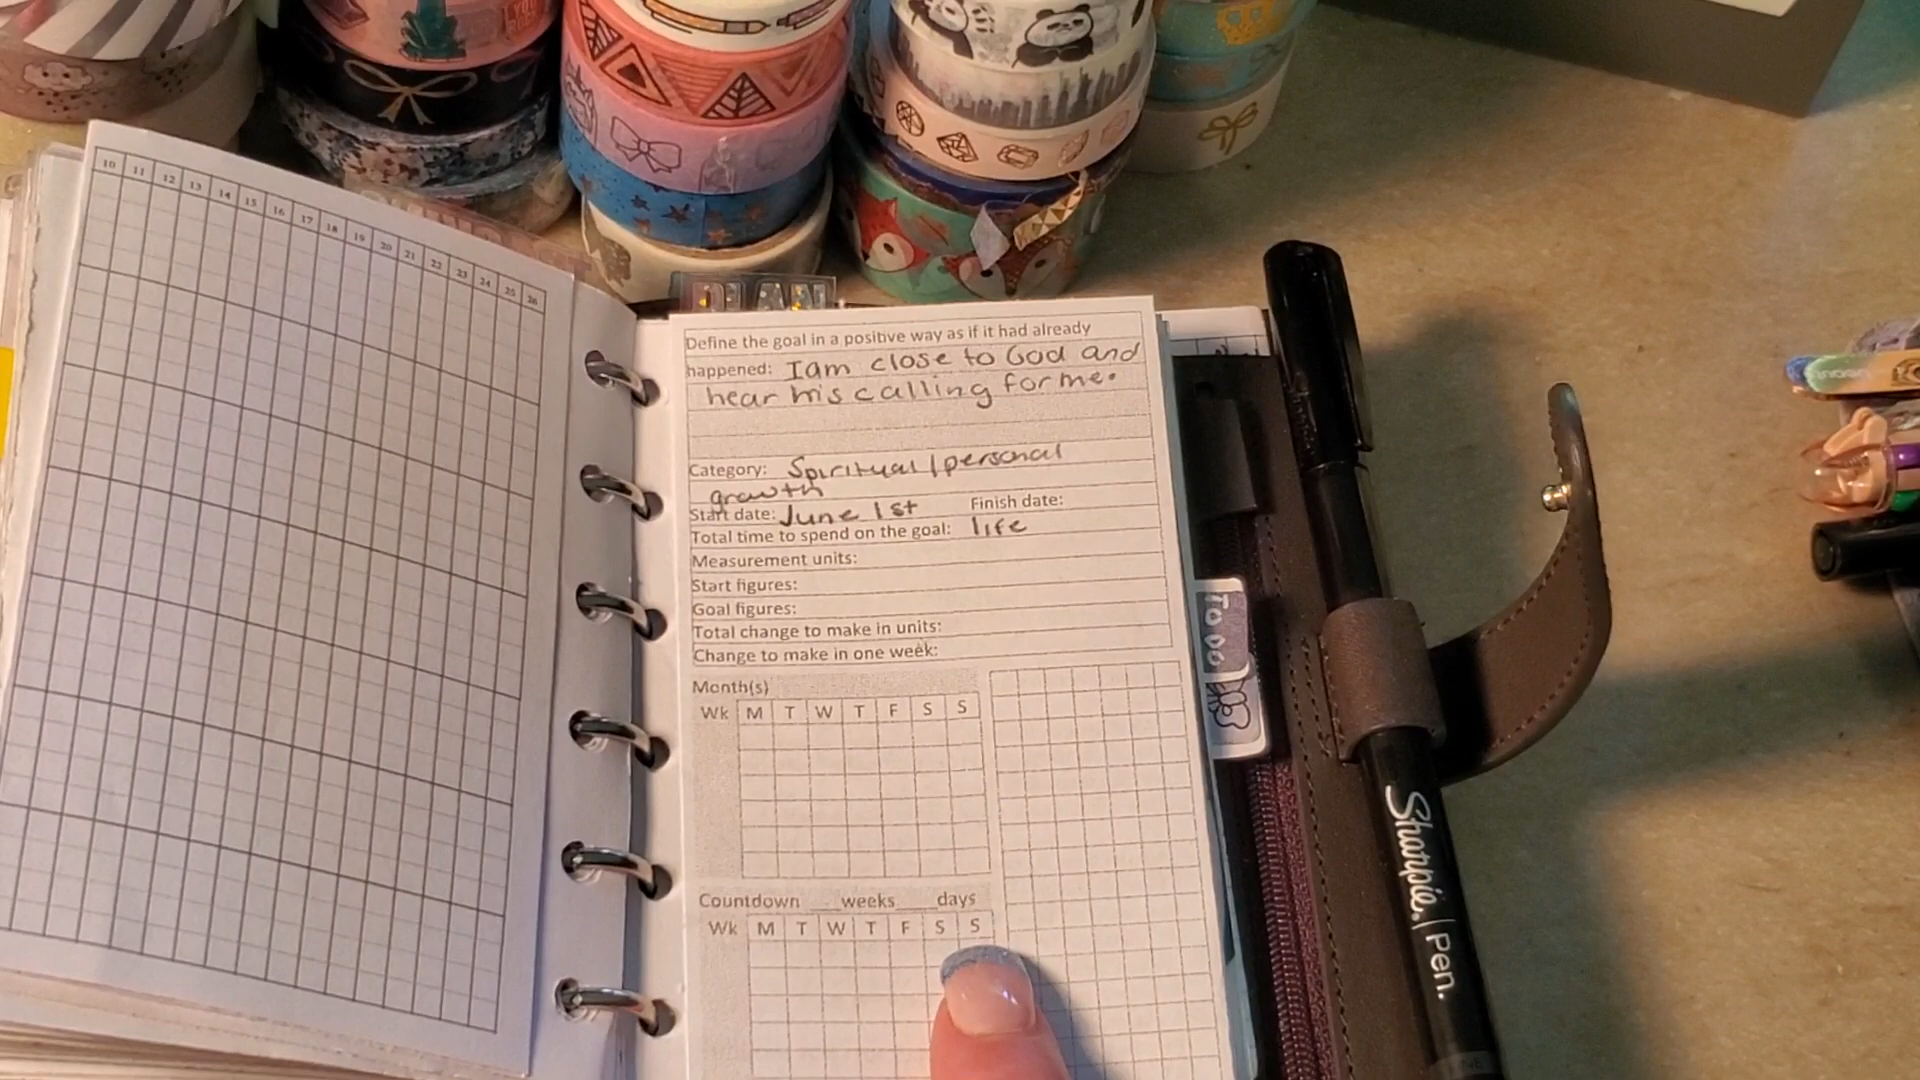 10 11 12 13 14 15 16 17 18 19 20 21 22 23 24 25 26
Define the goal in a positive way as if it had already
happened: I am close to God and
hear his calling for me.
Category: Spiritual/personal
growth
Start date: June 1st Finish date:
Total time to spend on the goal: life
Measurement units:
Start figures:
Goal figures:
Total change to make in units:
Change to make in one week:
Month(s)
Wk M T W T F S S
Countdown __weeks __days
Wk M T W T F S S
To Do
Sharpie. | Pen.